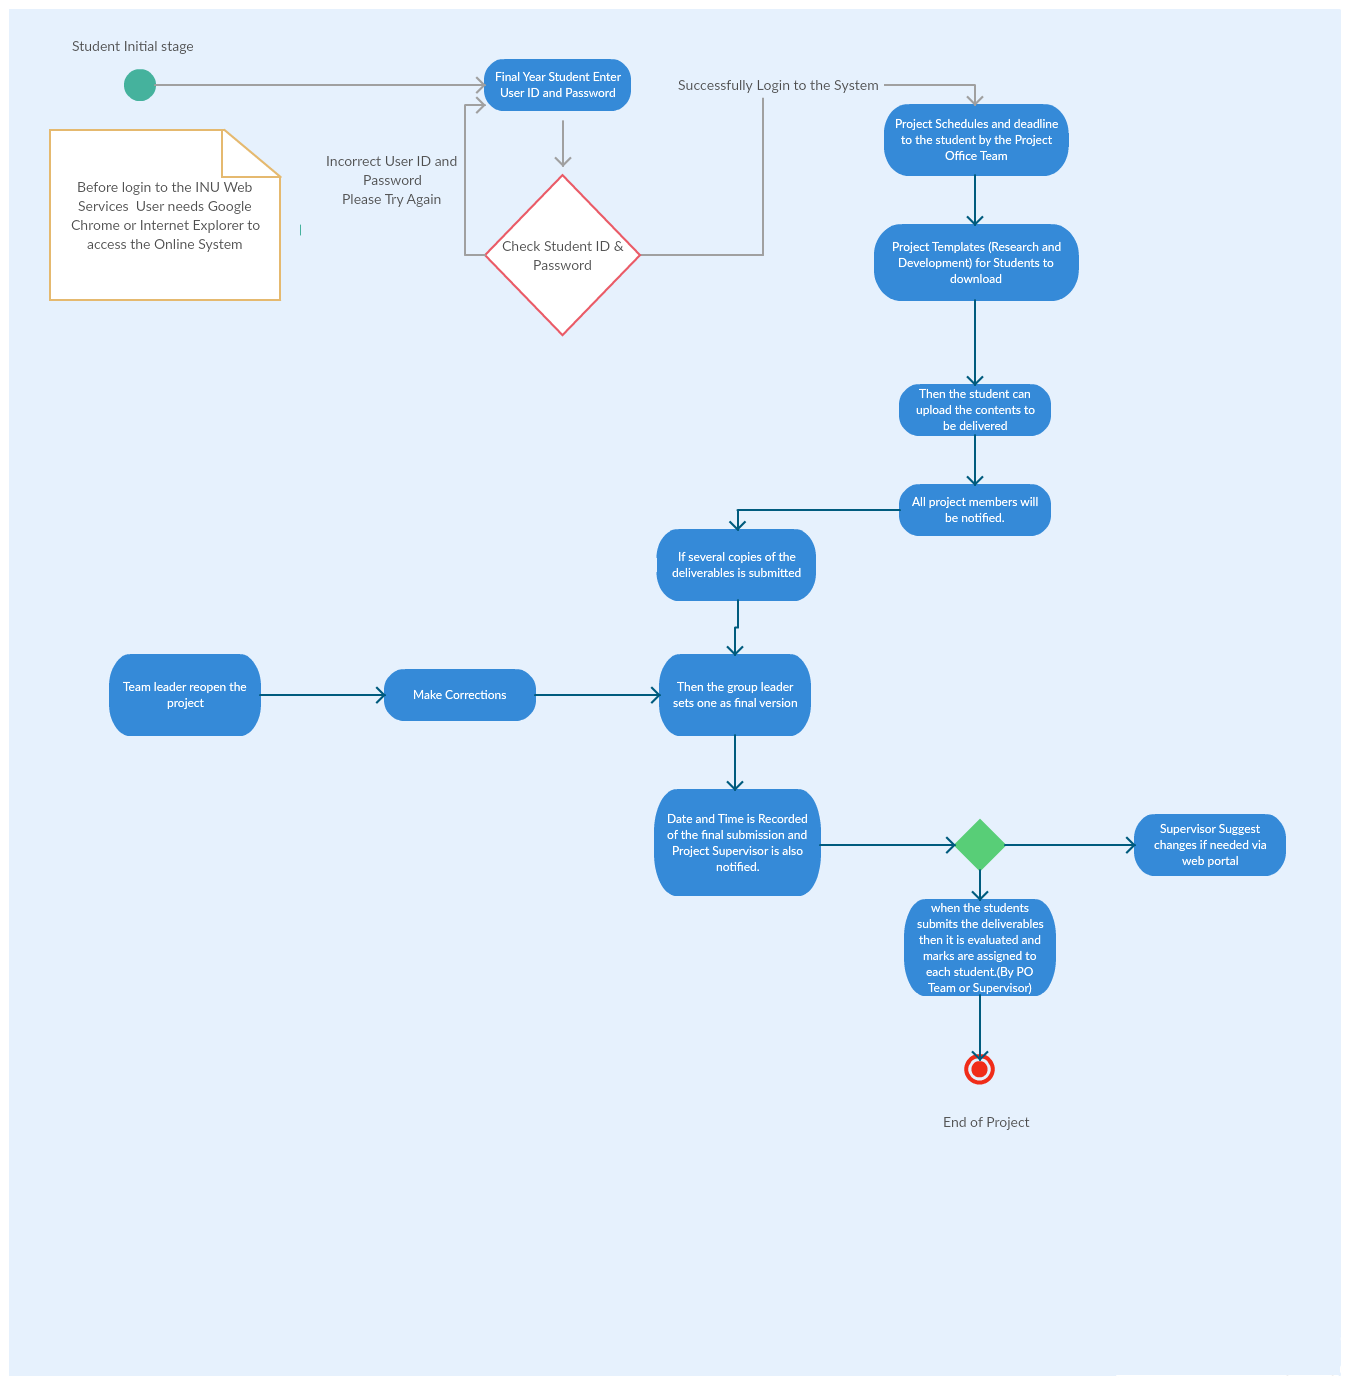 Student Initial stage
Final Year Student Enter
User ID and Password
Successfully Login to the System
Project Schedules and deadline
to the student by the Project
Office Team
Before login to the INU Web
Services  User needs Google
Chrome or Internet Explorer to
access the Online System
Incorrect User ID and
Password
Please Try Again
Check Student ID &
Password
Project Templates (Research and
Development) for Students to
download
Then the student can
upload the contents to
be delivered
All project members will
be notified.
If several copies of the
deliverables is submitted
Team leader reopen the
project
Make Corrections
Then the group leader
sets one as final version
Date and Time is Recorded
of the final submission and
Project Supervisor is also
notified.
Supervisor Suggest
changes if needed via
web portal
when the students
submits the deliverables
then it is evaluated and
marks are assigned to
each student.(By PO
Team or Supervisor)
End of Project